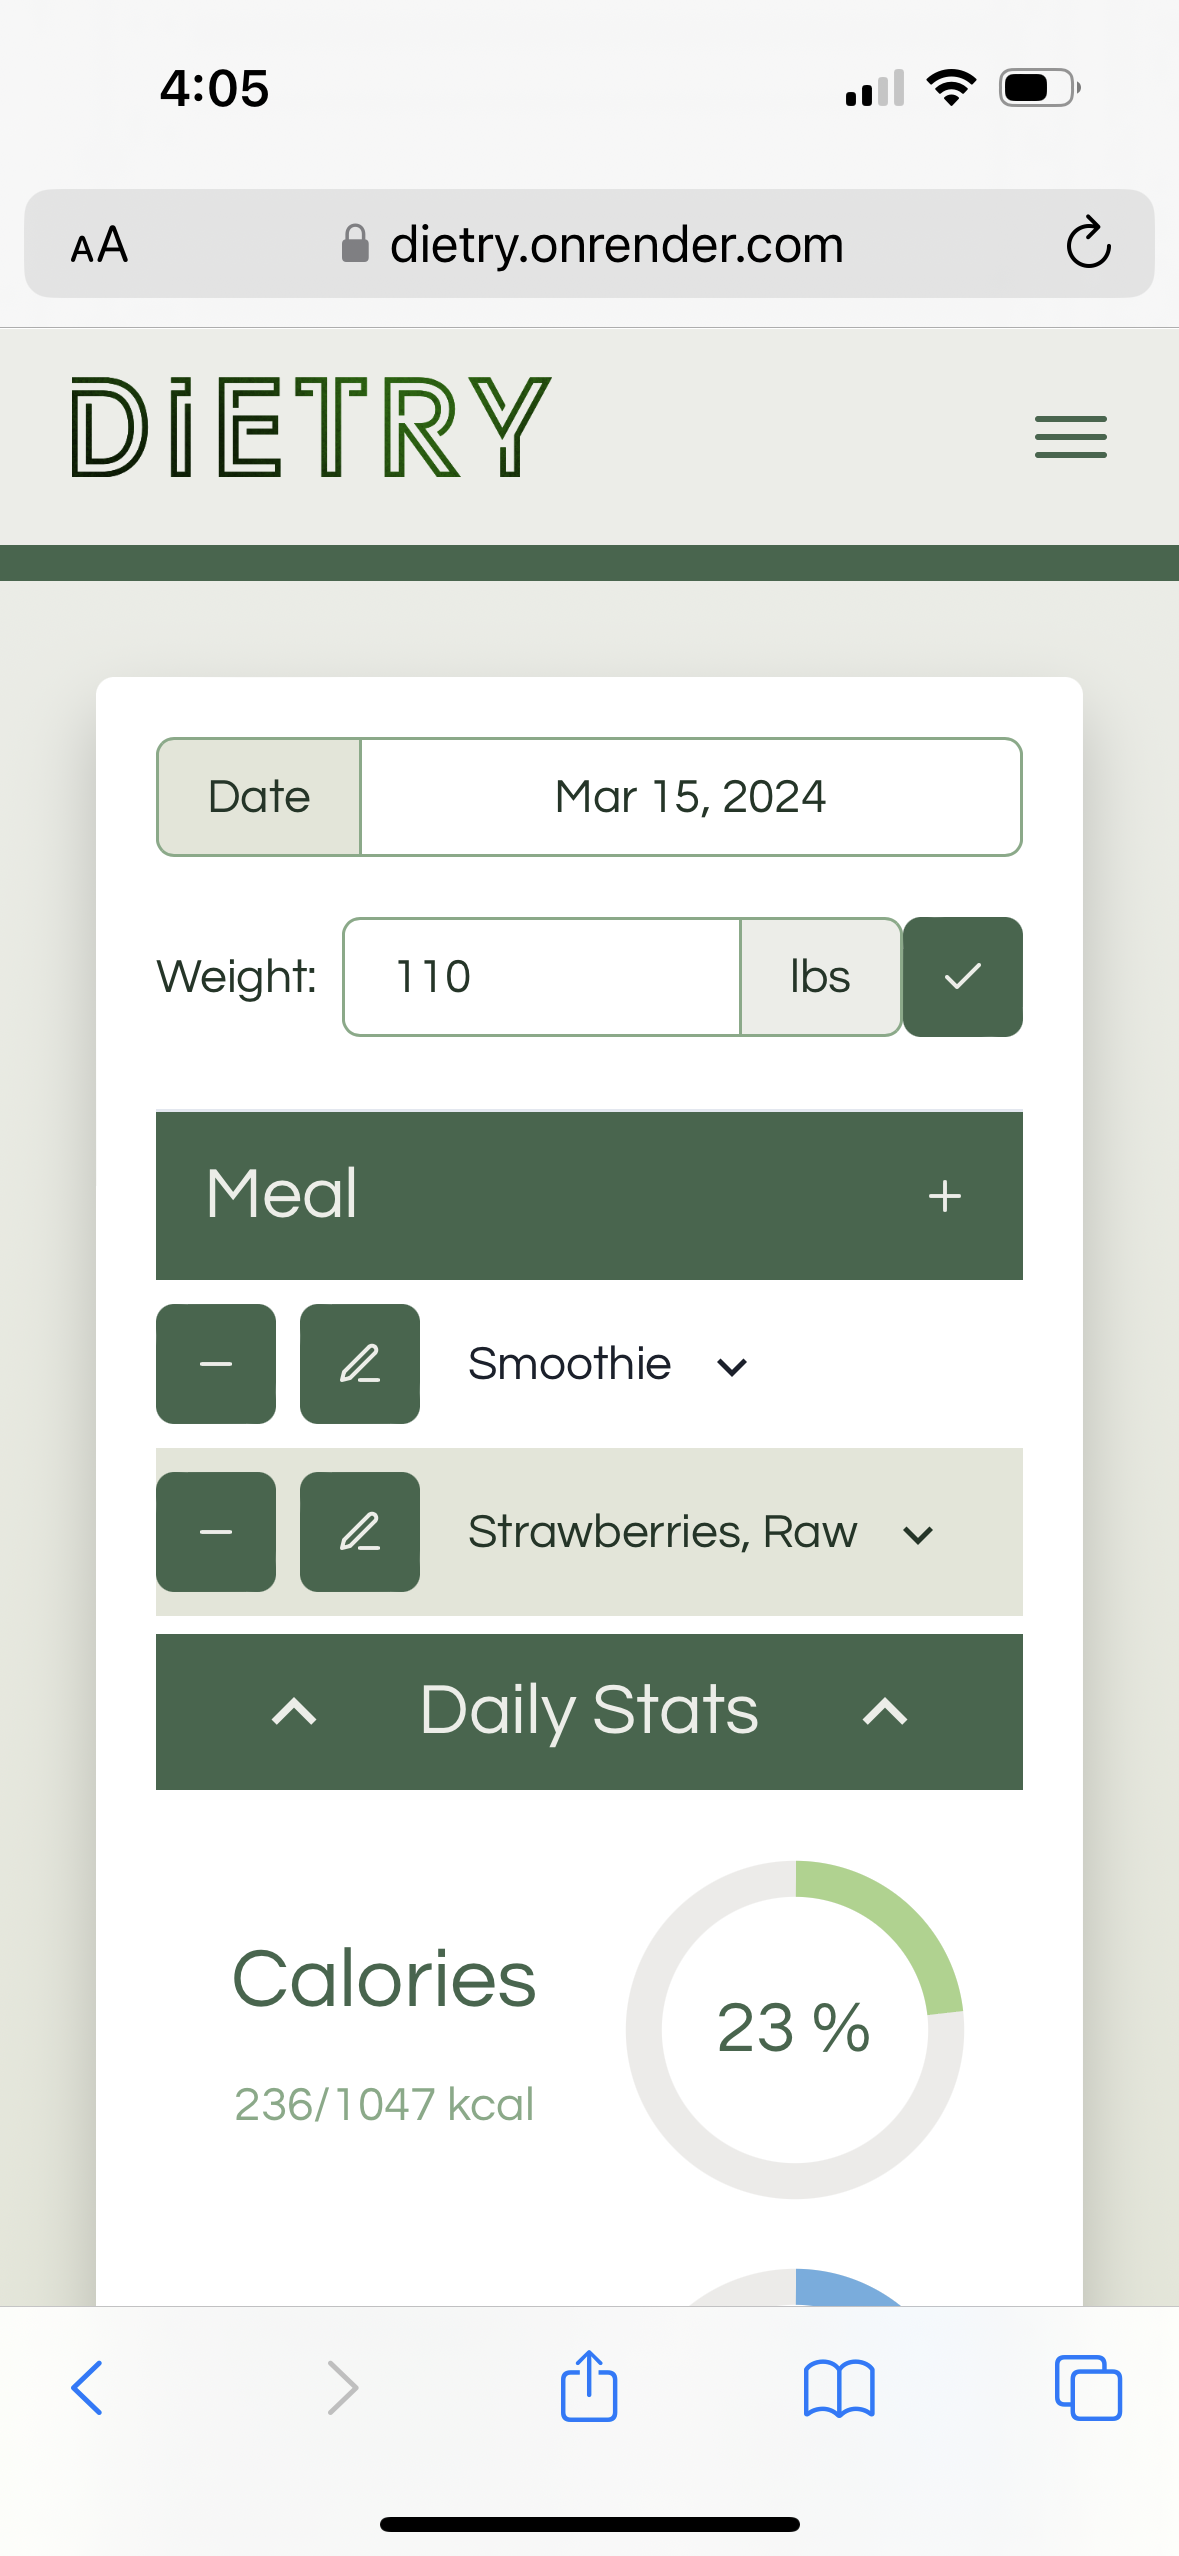 4:05
AA dietry.onrender.com
DiETRY
Date Mar 15, 2024
Weight: 110 lbs
Meal
Smoothie
Strawberries, Raw
Daily Stats
Calories
23 %
236/1047 kcal